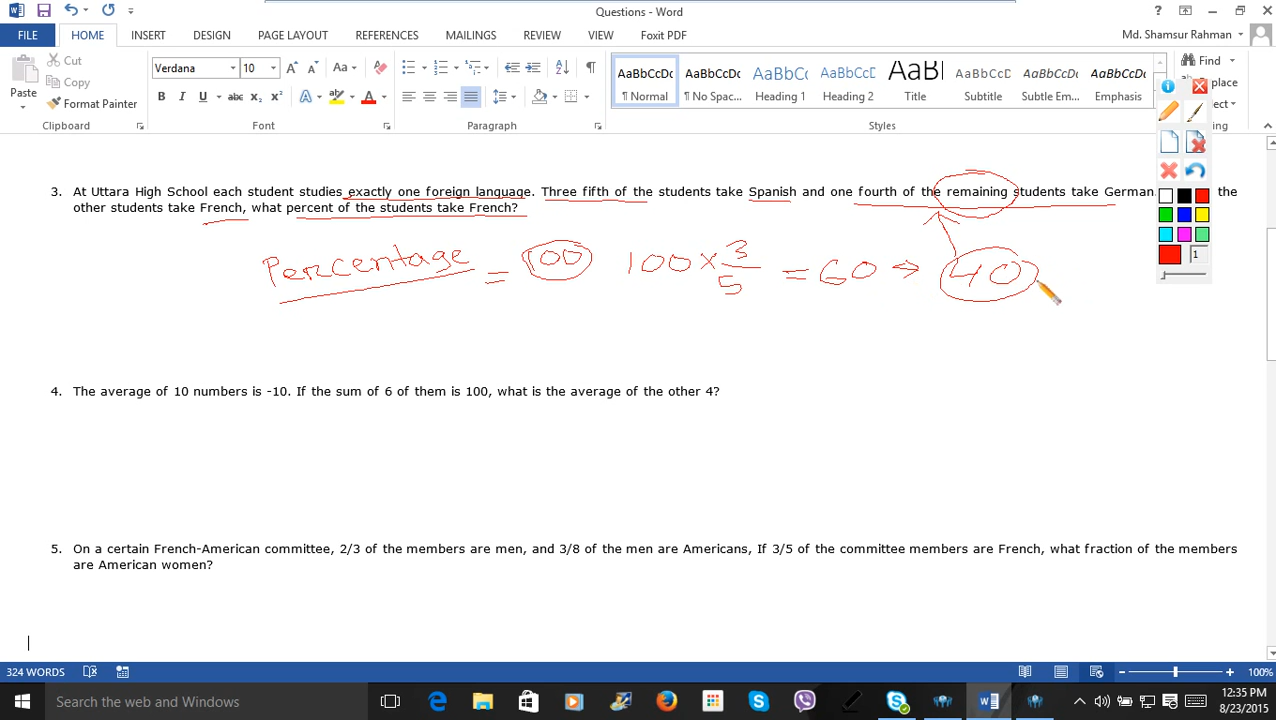 Questions - Word
FILE HOME INSERT DESIGN PAGE LAYOUT REFERENCES MAILINGS REVIEW VIEW Foxit PDF Md. Shamsur Rahman
Paste Cut Copy Format Painter
Clipboard
Verdana 10
Font
Paragraph
AaBbCcDc AaBbCcDc AaBbCc AaBbCcC AaBbCcD AaBbCcDc
¶ Normal ¶ No Spac... Heading 1 Heading 2 Title Subtitle Subtle Em... Emphasis
Styles
Find
1
3. At Uttara High School each student studies exactly one foreign language. Three fifth of the students take Spanish and one fourth of the remaining students take German. the
other students take French, what percent of the students take French?
Percentage = 100 100 × 3/5 = 60 → 40
4. The average of 10 numbers is -10. If the sum of 6 of them is 100, what is the average of the other 4?
5. On a certain French-American committee, 2/3 of the members are men, and 3/8 of the men are Americans, If 3/5 of the committee members are French, what fraction of the members
are American women?
324 WORDS 100%
Search the web and Windows
12:35 PM
8/23/2015